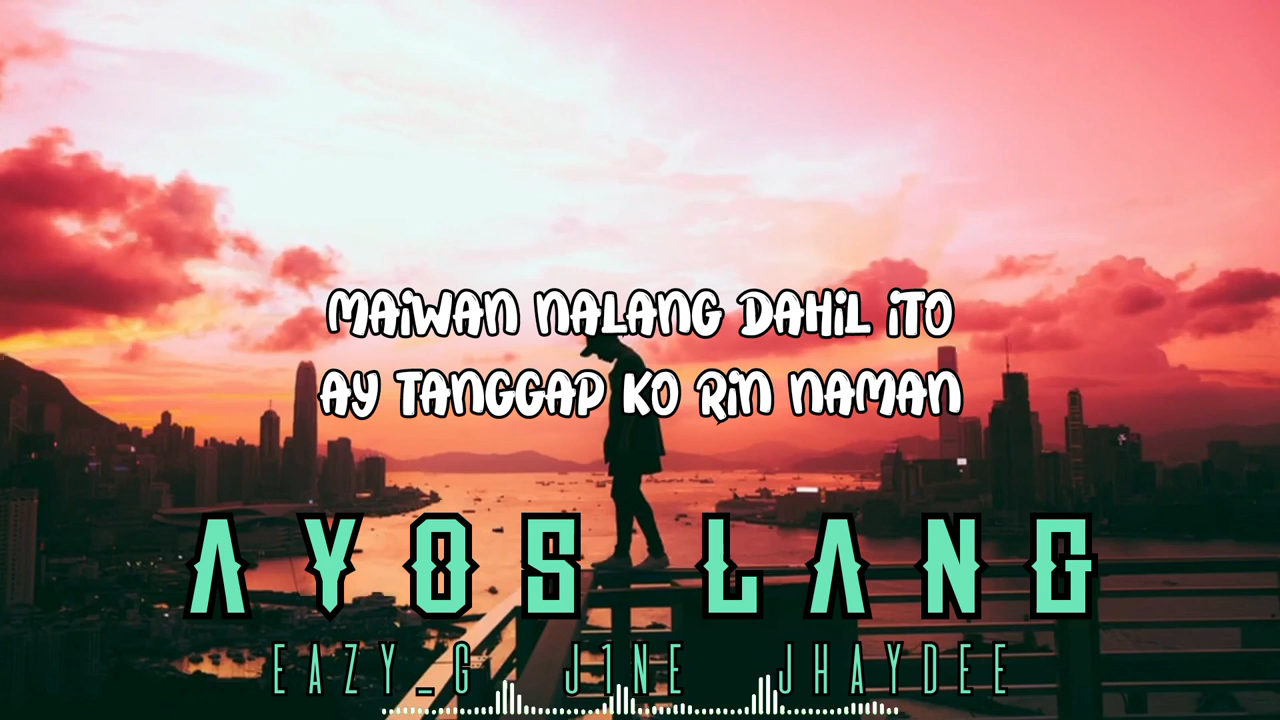 MAIWAN NALANG DAHIL ITO
AY TANGGAP KO RIN NAMAN
AYOS LANG
EAZY_G J1NE JHAYDEE